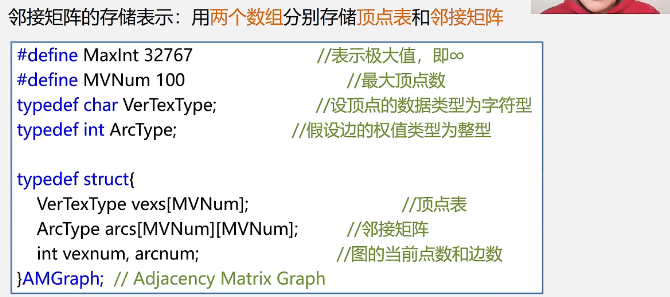 邻接矩阵的存储表示：用两个数组分别存储顶点表和邻接矩阵
#define MaxInt 32767 //表示极大值，即∞
#define MVNum 100 //最大顶点数
typedef char VerTexType; //设顶点的数据类型为字符型
typedef int ArcType; //假设边的权值类型为整型
typedef struct{
VerTexType vexs[MVNum]; //顶点表
ArcType arcs[MVNum][MVNum]; //邻接矩阵
int vexnum, arcnum; //图的当前点数和边数
}AMGraph; // Adjacency Matrix Graph